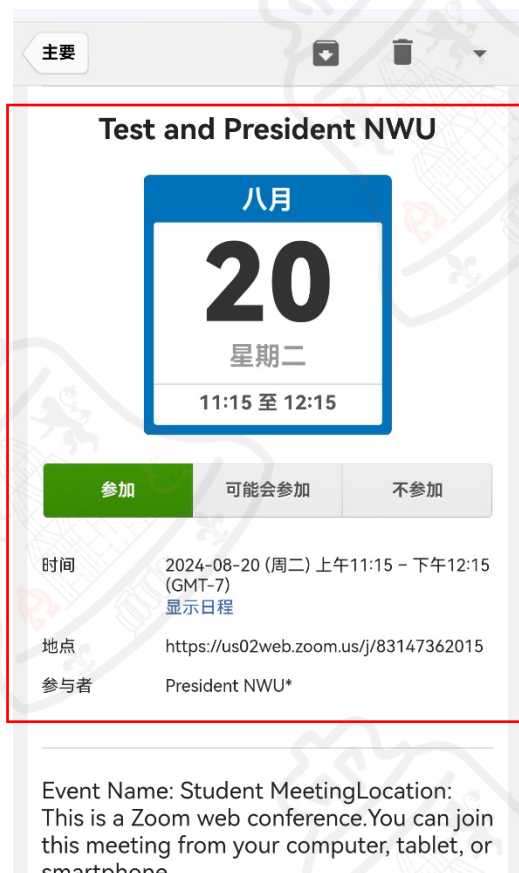 主要
Test and President NWU
八月
20
星期二
11:15 至 12:15
参加 可能会参加 不参加
时间 2024-08-20 (周二) 上午11:15 – 下午12:15
(GMT-7)
显示日程
地点 https://us02web.zoom.us/j/83147362015
参与者 President NWU*
Event Name: Student MeetingLocation:
This is a Zoom web conference.You can join
this meeting from your computer, tablet, or
smartphone